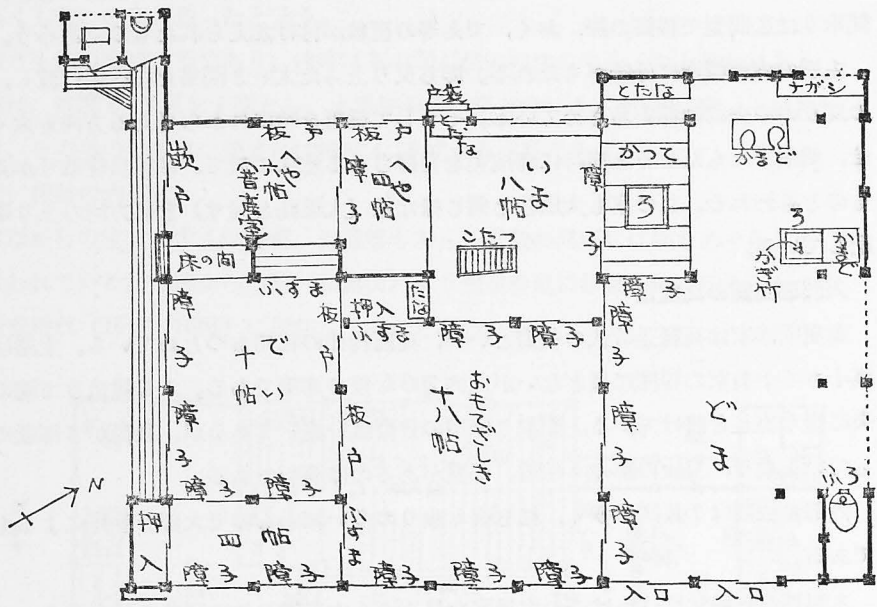 戸袋
とだな
とたな
ナガシ
板戸
板戸
かまど
嵌戸
へや
六帖
(蚕産室)
障子
へや
四帖
いま
八帖
障子
かって
ろ
ろ
かぎ竹
かまど
床の間
ふすま
こたつ
障子
押入
たな
ふすま
障子
障子
障子
障子
でい
十帖
板戸
板戸
おもてざしき
十八帖
障子
障子
障子
どま
N
ふろ
障子
障子
ふすま
押入
四帖
障子
障子
障子
障子
障子
入口
入口